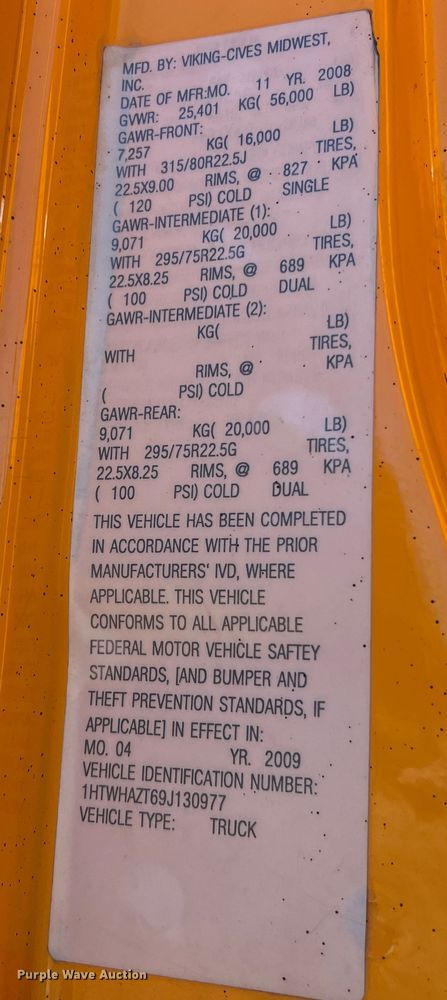 MFD. BY: VIKING-CIVES MIDWEST,
INC.
DATE OF MFR:MO. 11 YR. 2008
GVWR: 25,401 KG( 56,000 LB)
GAWR-FRONT:
7,257 KG( 16,000 LB)
WITH 315/80R22.5J TIRES,
22.5X9.00 RIMS, @ 827 KPA
( 120 PSI) COLD SINGLE
GAWR-INTERMEDIATE (1):
9,071 KG( 20,000 LB)
WITH 295/75R22.5G TIRES,
22.5X8.25 RIMS, @ 689 KPA
( 100 PSI) COLD DUAL
GAWR-INTERMEDIATE (2):
KG( LB)
WITH TIRES,
RIMS, @ KPA
( PSI) COLD
GAWR-REAR:
9,071 KG( 20,000 LB)
WITH 295/75R22.5G TIRES,
22.5X8.25 RIMS, @ 689 KPA
( 100 PSI) COLD DUAL
THIS VEHICLE HAS BEEN COMPLETED
IN ACCORDANCE WITH THE PRIOR
MANUFACTURERS' IVD, WHERE
APPLICABLE. THIS VEHICLE
CONFORMS TO ALL APPLICABLE
FEDERAL MOTOR VEHICLE SAFTEY
STANDARDS, [AND BUMPER AND
THEFT PREVENTION STANDARDS, IF
APPLICABLE] IN EFFECT IN:
MO. 04 YR. 2009
VEHICLE IDENTIFICATION NUMBER:
1HTWHAZT69J130977
VEHICLE TYPE: TRUCK
Purple Wave Auction